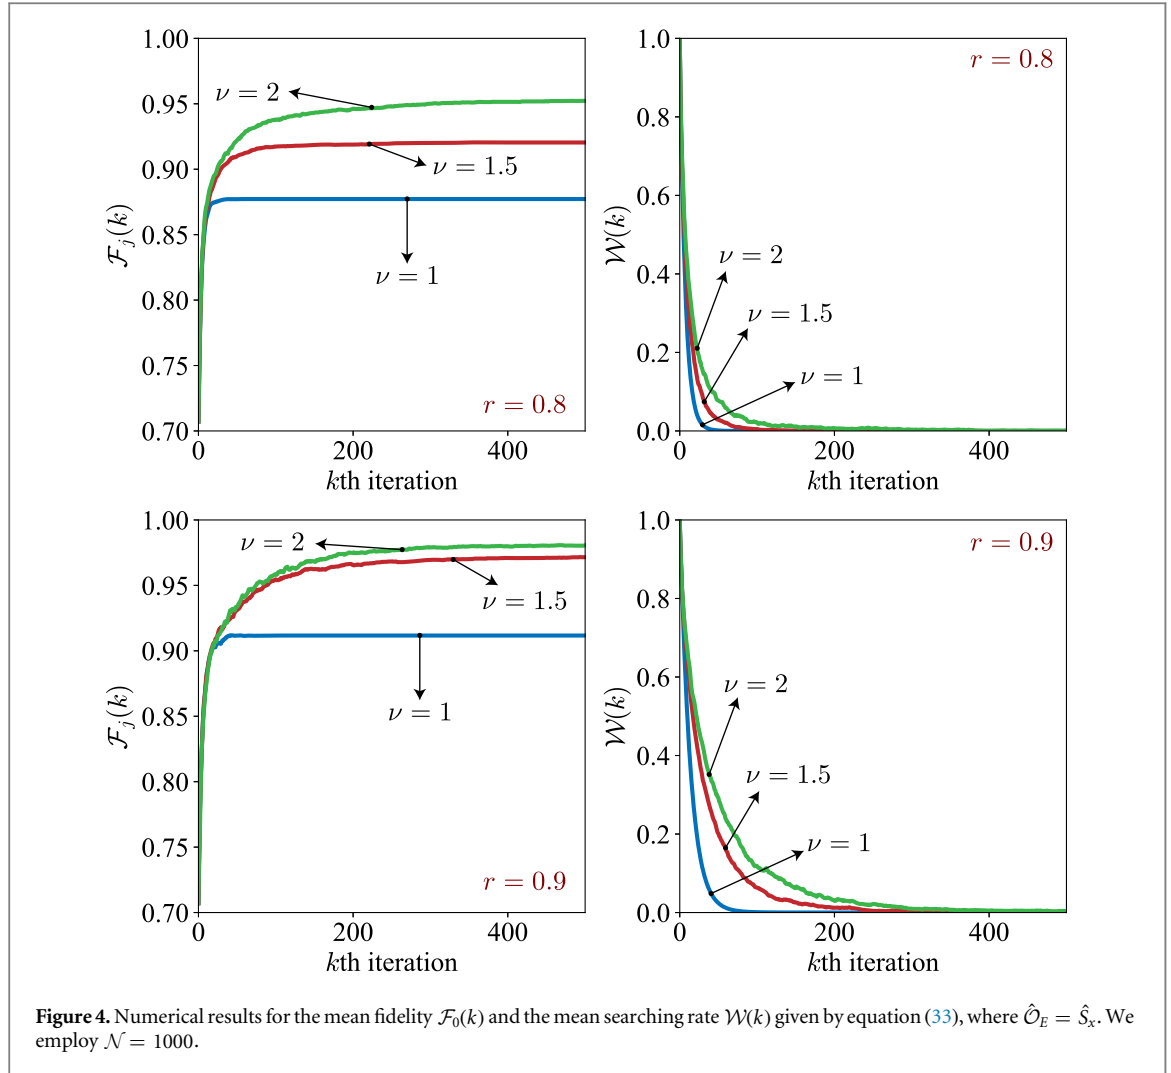 1.00
0.95
0.90
0.85
0.80
0.75
0.70
0
200
400
ℱ_j(k)
kth iteration
ν = 2
ν = 1.5
ν = 1
r = 0.8
1.0
0.8
0.6
0.4
0.2
0.0
0
200
400
𝒲(k)
kth iteration
r = 0.8
ν = 2
ν = 1.5
ν = 1
1.00
0.95
0.90
0.85
0.80
0.75
0.70
0
200
400
ℱ_j(k)
kth iteration
ν = 2
ν = 1.5
ν = 1
r = 0.9
1.0
0.8
0.6
0.4
0.2
0.0
0
200
400
𝒲(k)
kth iteration
r = 0.9
ν = 2
ν = 1.5
ν = 1
Figure 4. Numerical results for the mean fidelity ℱ₀(k) and the mean searching rate 𝒲(k) given by equation (33), where 𝒪̂_E = Ŝ_x. We
employ 𝒩 = 1000.